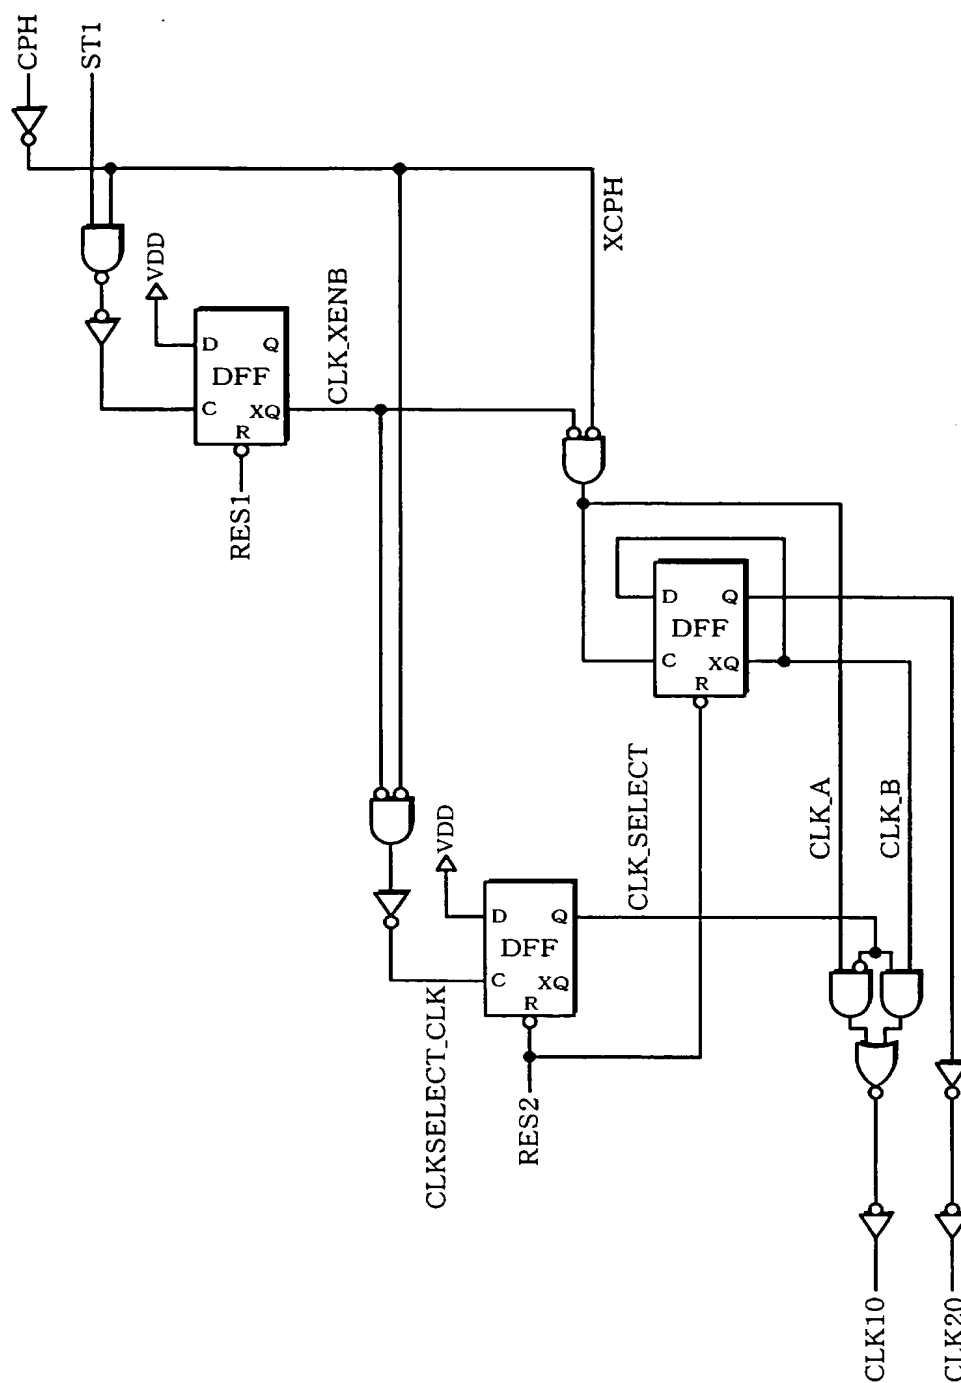 CPH
ST1
VDD
XCPH
D
Q
DFF
C
XQ
R
CLK_XENB
RES1
D
Q
DFF
C
XQ
R
CLK_SELECT
CLK_A
CLK_B
VDD
D
Q
DFF
C
XQ
R
CLKSELECT_CLK
RES2
CLK10
CLK20